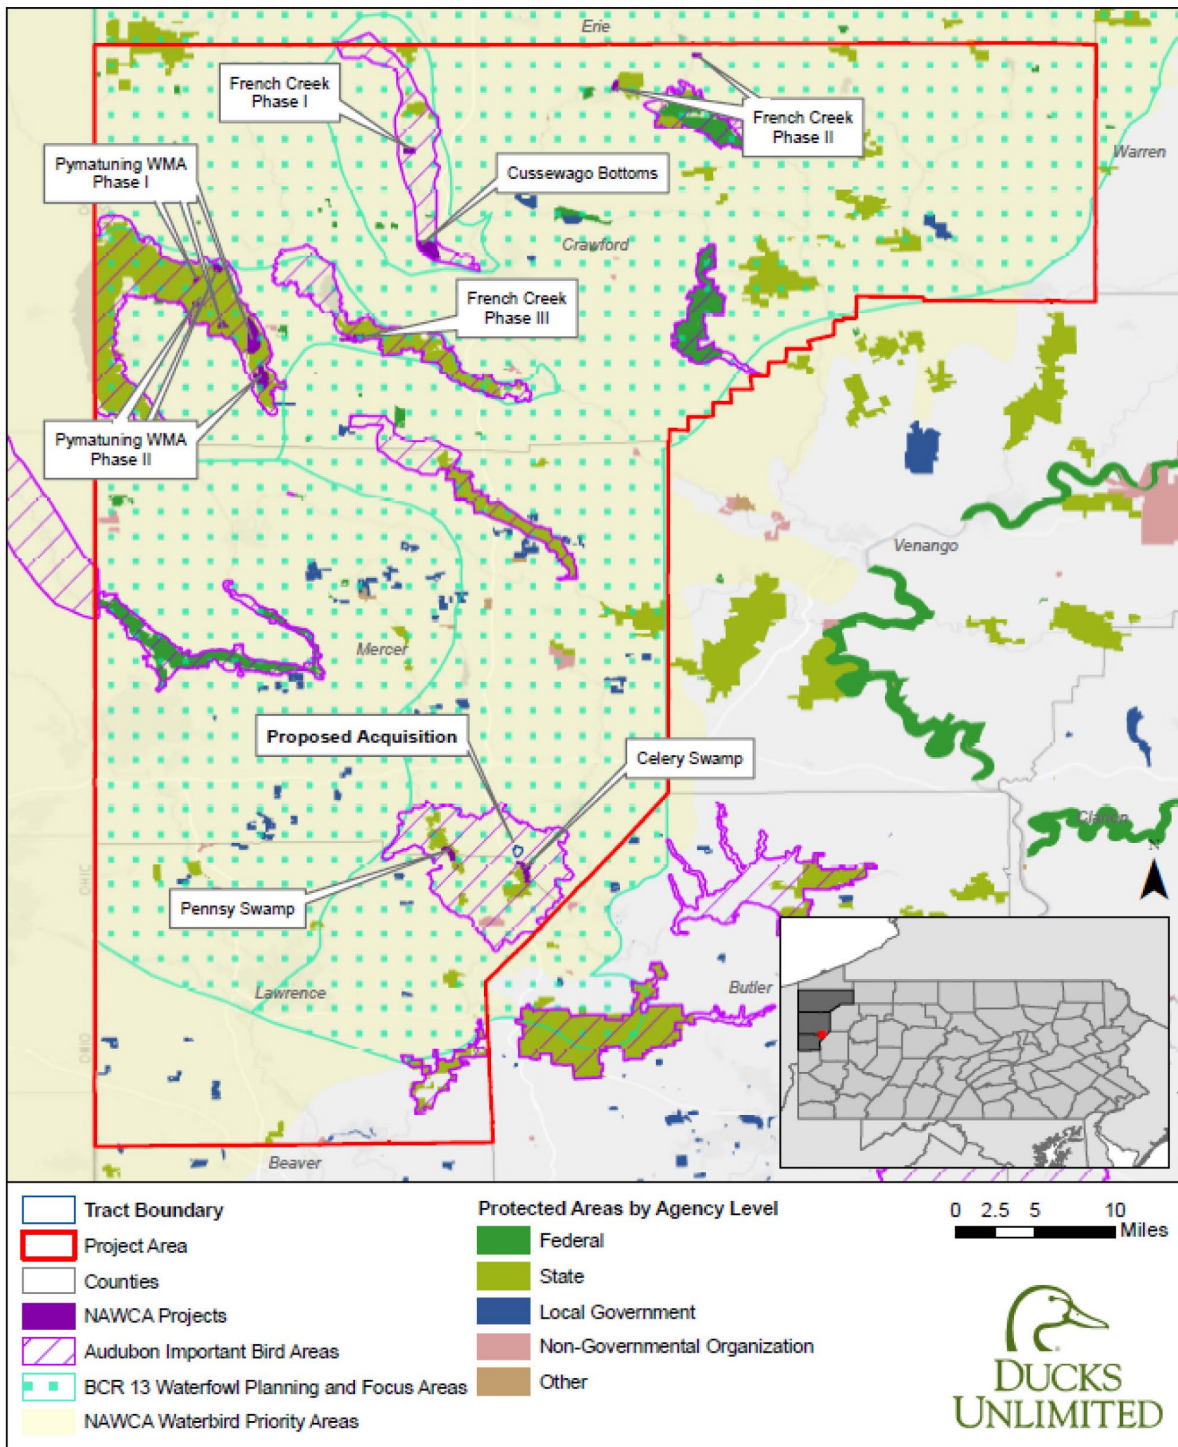 Erie
French Creek
Phase I
French Creek
Phase II
Warren
Pymatuning WMA
Phase I
Cussewago Bottoms
Crawford
French Creek
Phase III
Pymatuning WMA
Phase II
Venango
Mercer
Proposed Acquisition
Celery Swamp
Clarion
OHIO
N
Pennsy Swamp
Lawrence
Butler
OHIO
Beaver
Tract Boundary
Project Area
Counties
NAWCA Projects
Audubon Important Bird Areas
BCR 13 Waterfowl Planning and Focus Areas
NAWCA Waterbird Priority Areas
Protected Areas by Agency Level
Federal
State
Local Government
Non-Governmental Organization
Other
0 2.5 5 10
Miles
DUCKS
UNLIMITED